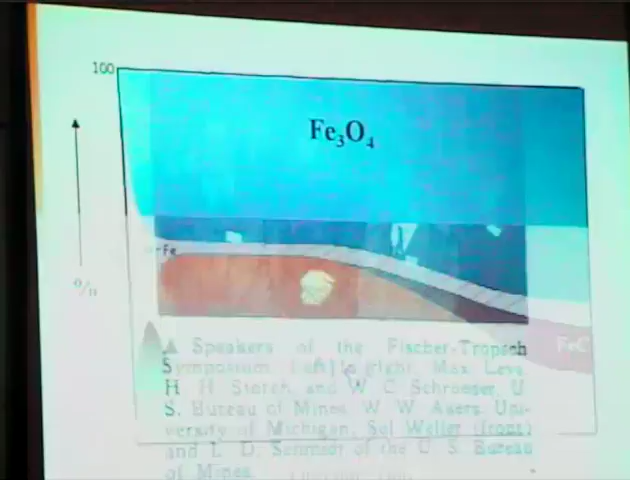 100
Fe₃O₄
α-Fe
%
FeC
▲ Speakers of the Fischer-Tropsch
Symposium. Left to right, Max Leva,
H. H. Storch, and W. C. Schroeder, U.
S. Bureau of Mines, W. W. Akers, Uni-
versity of Michigan, Sol Weller (front)
and L. D. Schmidt of the U. S. Bureau
of Mines.